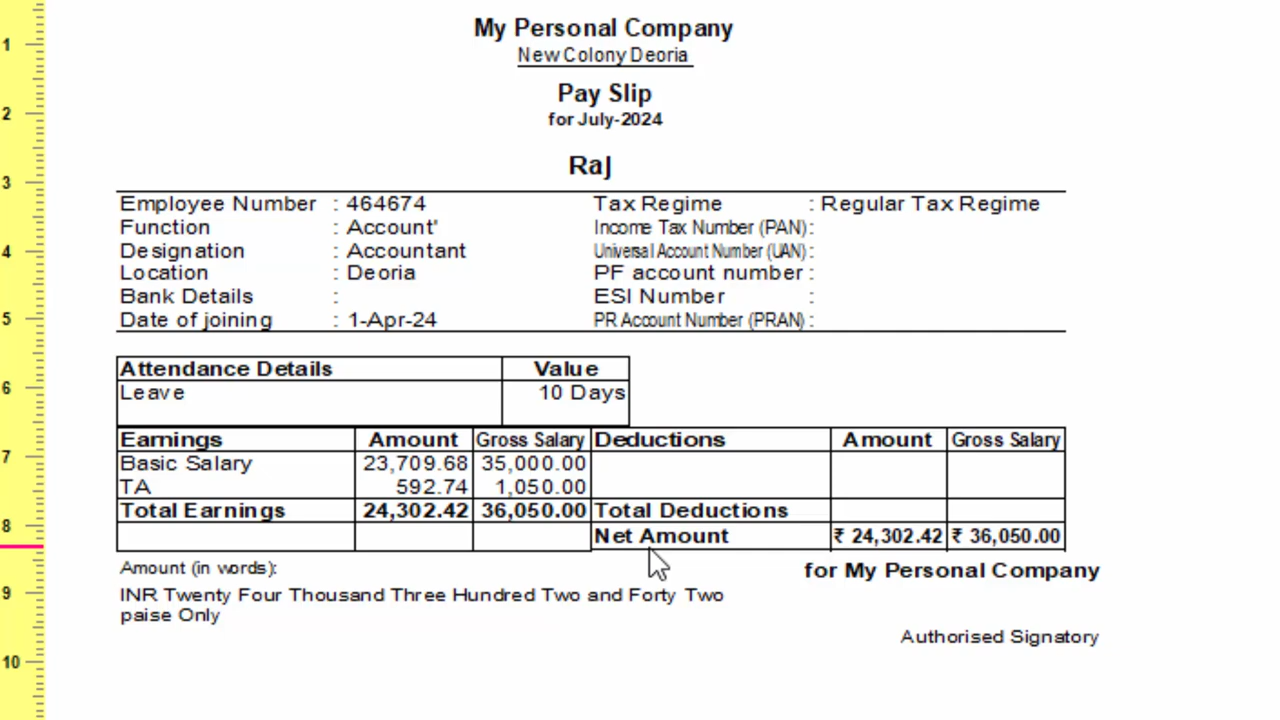 My Personal Company
New Colony Deoria
Pay Slip
for July-2024
Raj
Employee Number : 464674 Tax Regime : Regular Tax Regime
Function : Account' Income Tax Number (PAN) :
Designation : Accountant Universal Account Number (UAN) :
Location : Deoria PF account number :
Bank Details : ESI Number :
Date of joining : 1-Apr-24 PR Account Number (PRAN) :
Attendance Details Value
Leave 10 Days
Earnings Amount Gross Salary Deductions Amount Gross Salary
Basic Salary 23,709.68 35,000.00
TA 592.74 1,050.00
Total Earnings 24,302.42 36,050.00 Total Deductions
Net Amount ₹ 24,302.42 ₹ 36,050.00
Amount (in words): for My Personal Company
INR Twenty Four Thousand Three Hundred Two and Forty Two
paise Only
Authorised Signatory
1
2
3
4
5
6
7
8
9
10